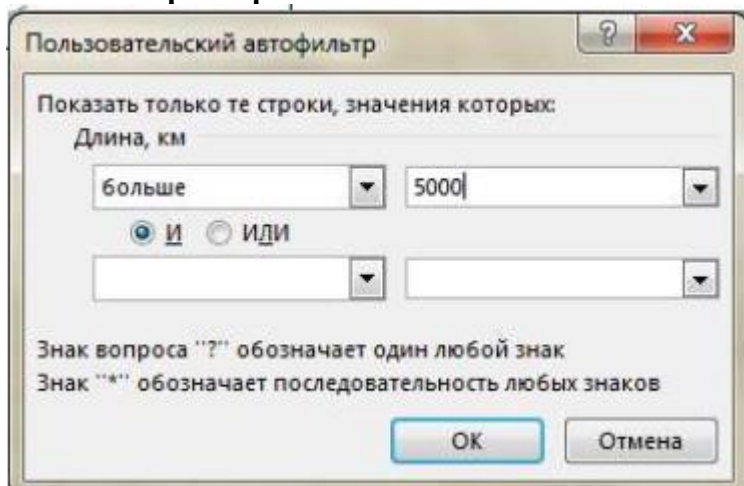 Пользовательский автофильтр
Показать только те строки, значения которых:
Длина, км
больше 5000
И ИЛИ
Знак вопроса "?" обозначает один любой знак
Знак "*" обозначает последовательность любых знаков
ОК Отмена